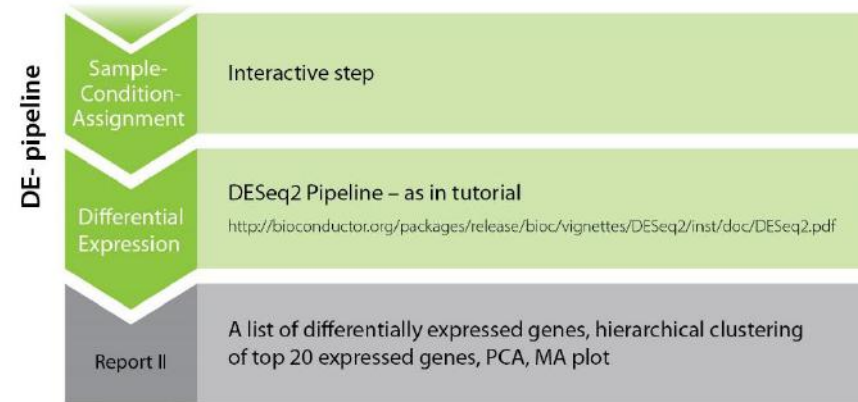 DE- pipeline
Sample-
Condition-
Assignment
Interactive step
Differential
Expression
DESeq2 Pipeline – as in tutorial
http://bioconductor.org/packages/release/bioc/vignettes/DESeq2/inst/doc/DESeq2.pdf
Report II
A list of differentially expressed genes, hierarchical clustering
of top 20 expressed genes, PCA, MA plot